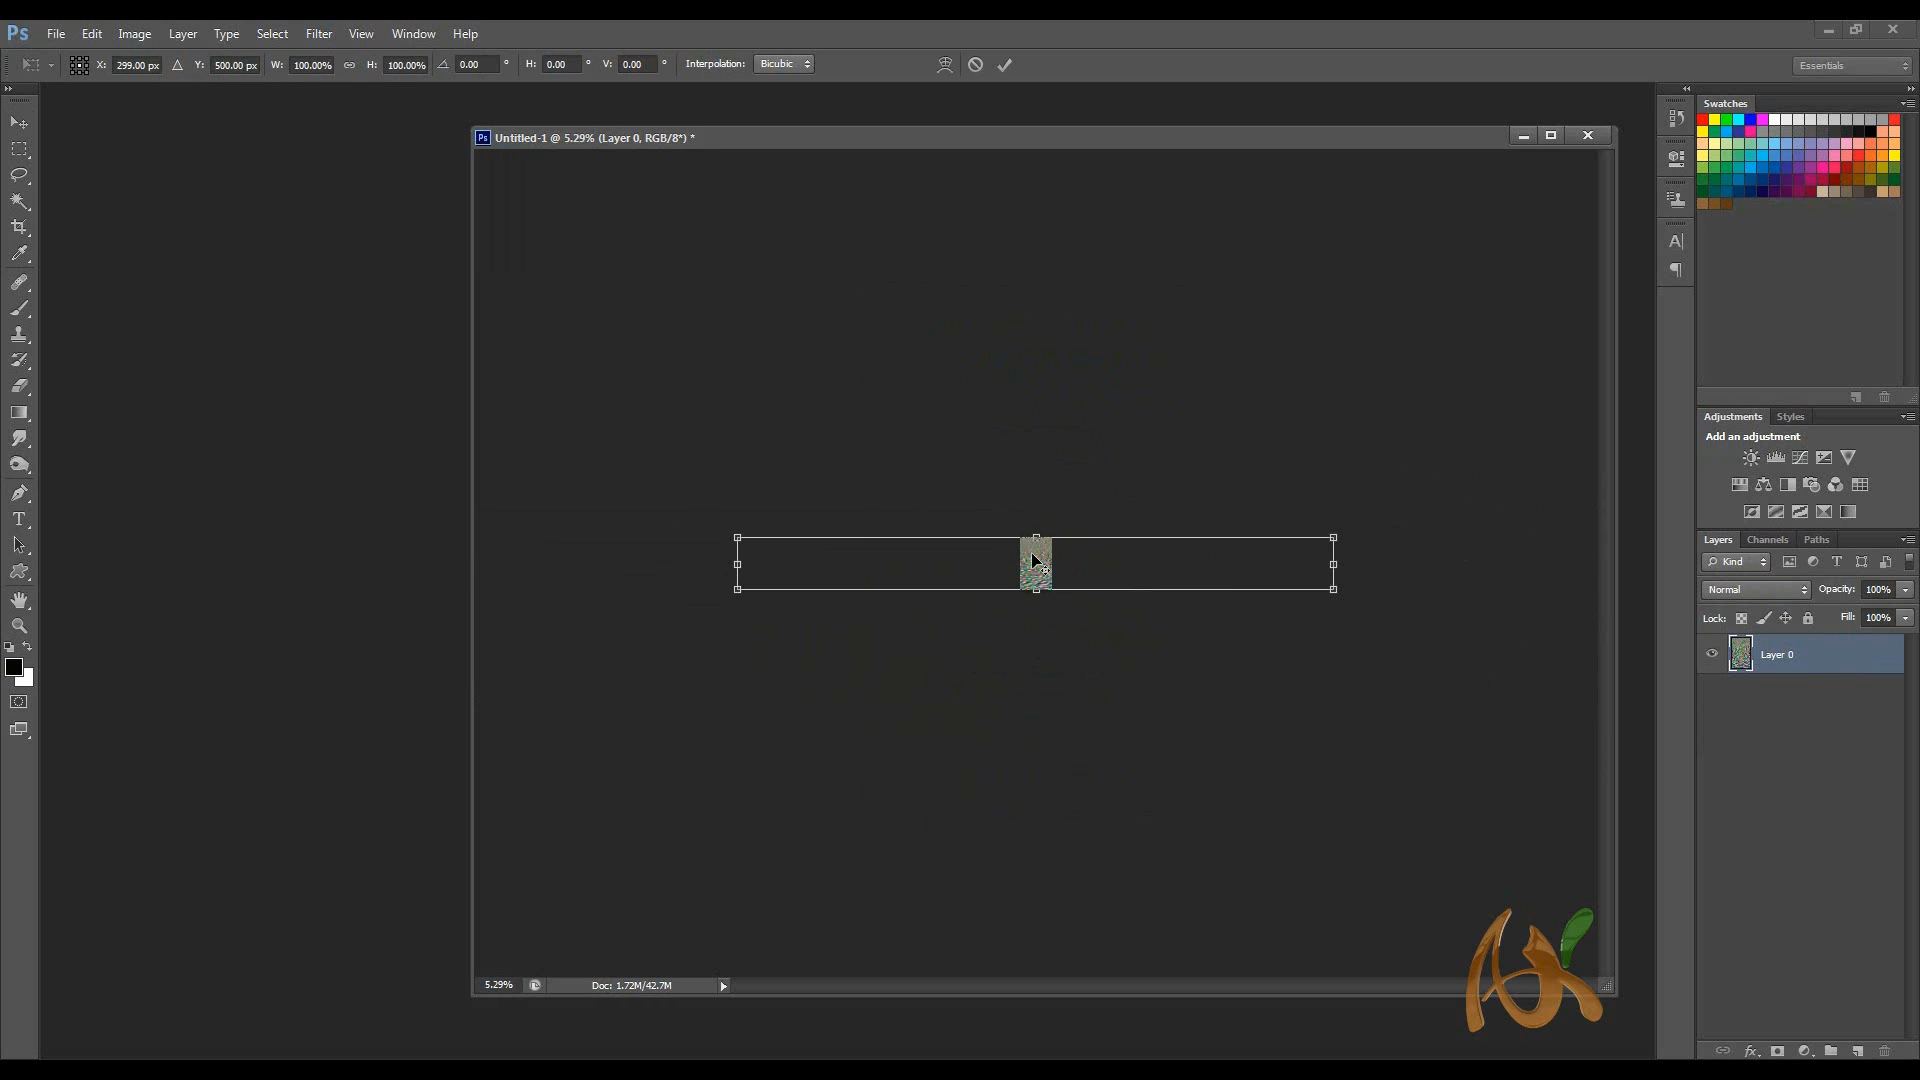 Ps File Edit Image Layer Type Select Filter View Window Help
X: 299.00 px Y: 500.00 px W: 100.00% H: 100.00% 0.00 ° H: 0.00 ° V: 0.00 ° Interpolation: Bicubic Essentials
Swatches
Ps Untitled-1 @ 5.29% (Layer 0, RGB/8*) *
A|
Adjustments Styles
Add an adjustment
Layers Channels Paths
Kind T
Normal Opacity: 100%
Lock: Fill: 100%
Layer 0
T
5.29% Doc: 1.72M/42.7M
fx